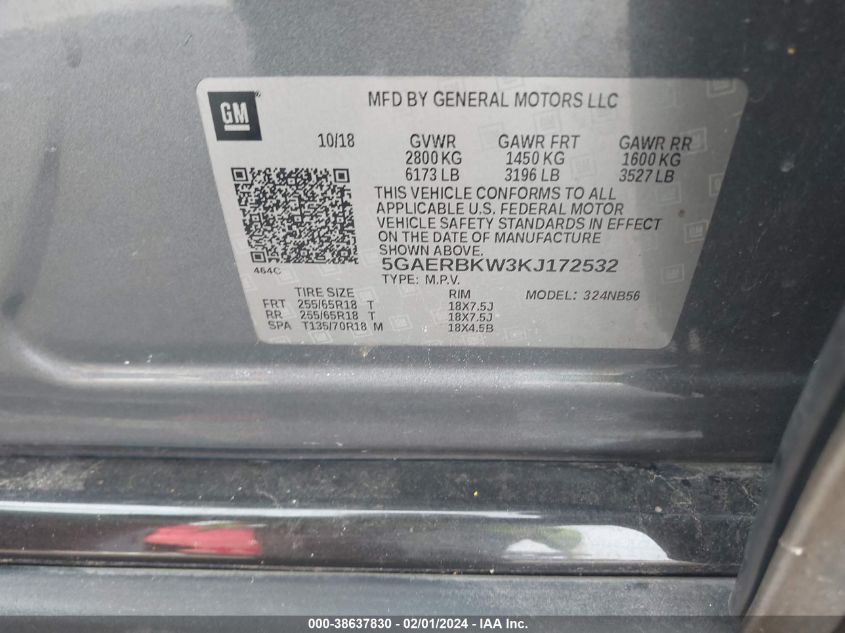 GM
MFD BY GENERAL MOTORS LLC
10/18 GVWR GAWR FRT GAWR RR
2800 KG 1450 KG 1600 KG
6173 LB 3196 LB 3527 LB
THIS VEHICLE CONFORMS TO ALL
APPLICABLE U.S. FEDERAL MOTOR
VEHICLE SAFETY STANDARDS IN EFFECT
ON THE DATE OF MANUFACTURE
SHOWN ABOVE.
464C
5GAERBKW3KJ172532
TYPE: M.P.V.
TIRE SIZE RIM MODEL: 324NB56
FRT 255/65R18 T 18X7.5J
RR 255/65R18 T 18X7.5J
SPA T135/70R18 M 18X4.5B
000-38637830 - 02/01/2024 - IAA Inc.